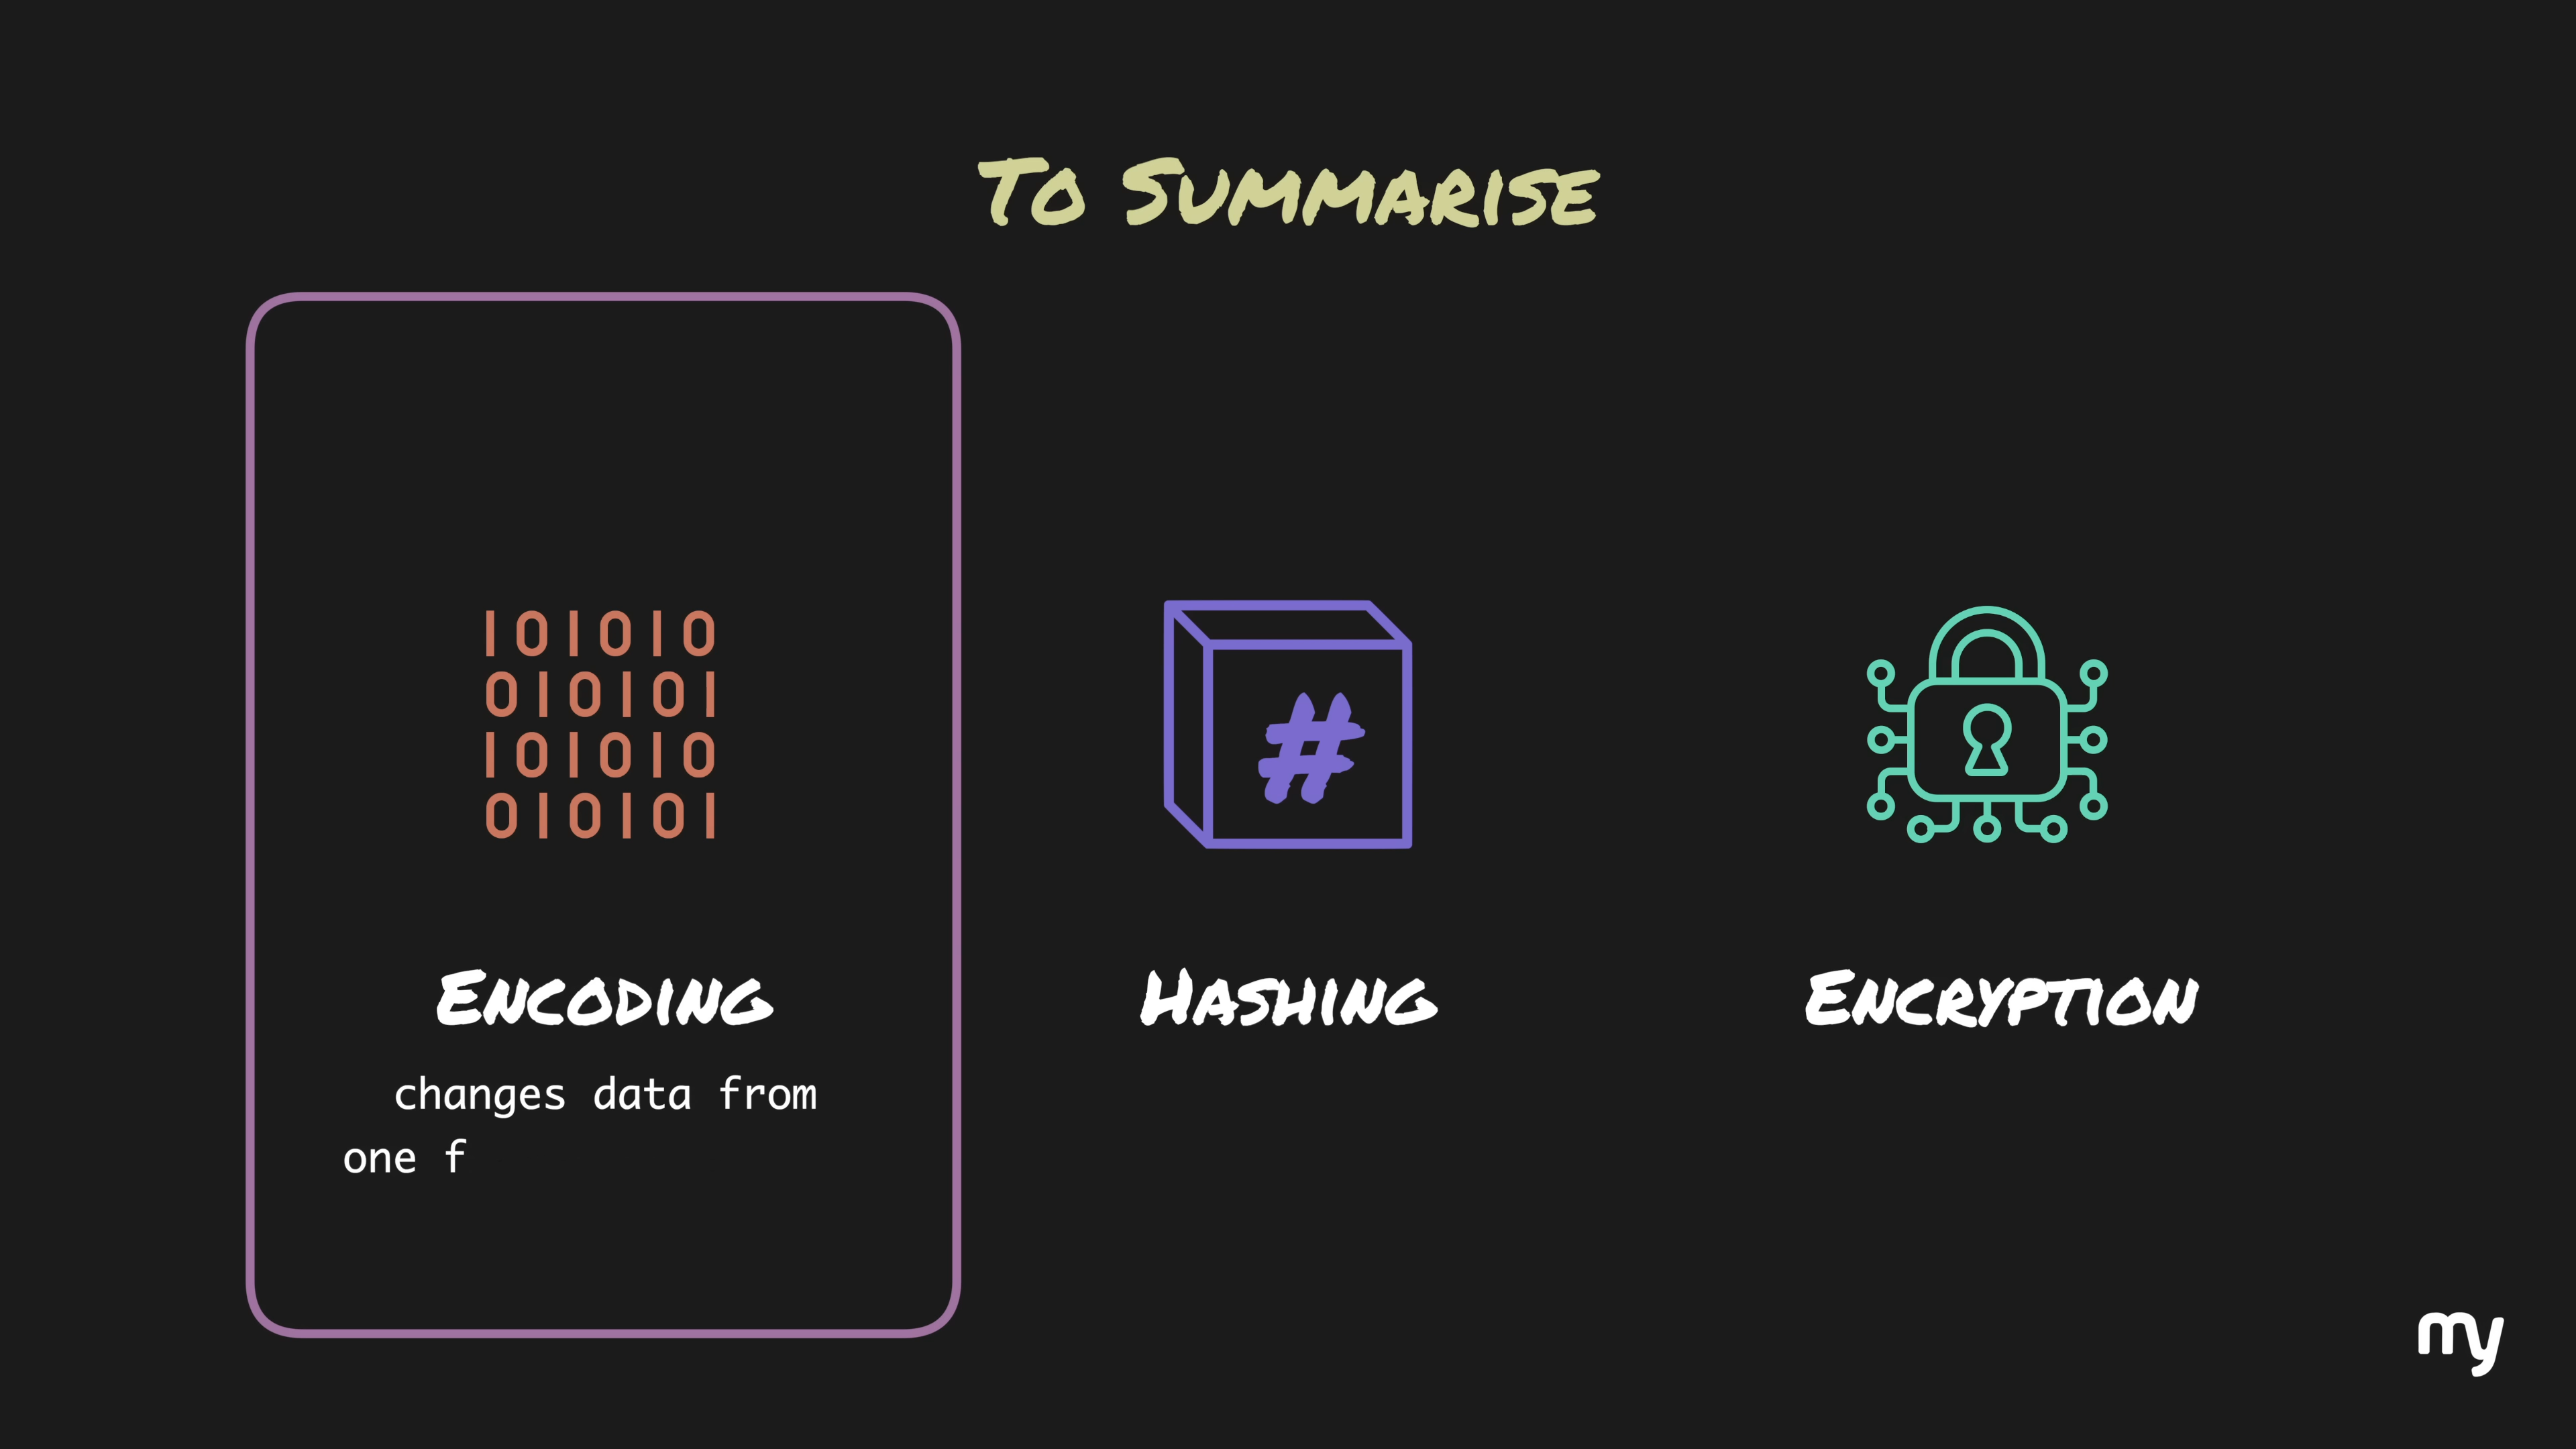 To Summarise
101010
010101
101010
010101
#
Encoding
Hashing
Encryption
changes data from
one f
my